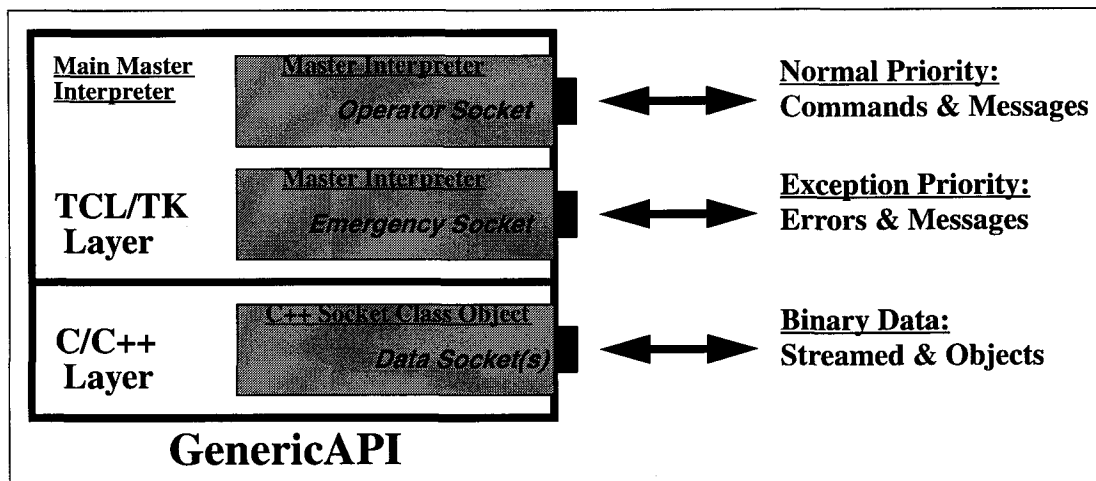 Main Master
Interpreter
Master Interpreter
Operator Socket
Normal Priority:
Commands & Messages
TCL/TK
Layer
Master Interpreter
Emergency Socket
Exception Priority:
Errors & Messages
C/C++
Layer
C++ Socket Class Object
Data Socket(s)
Binary Data:
Streamed & Objects
GenericAPI